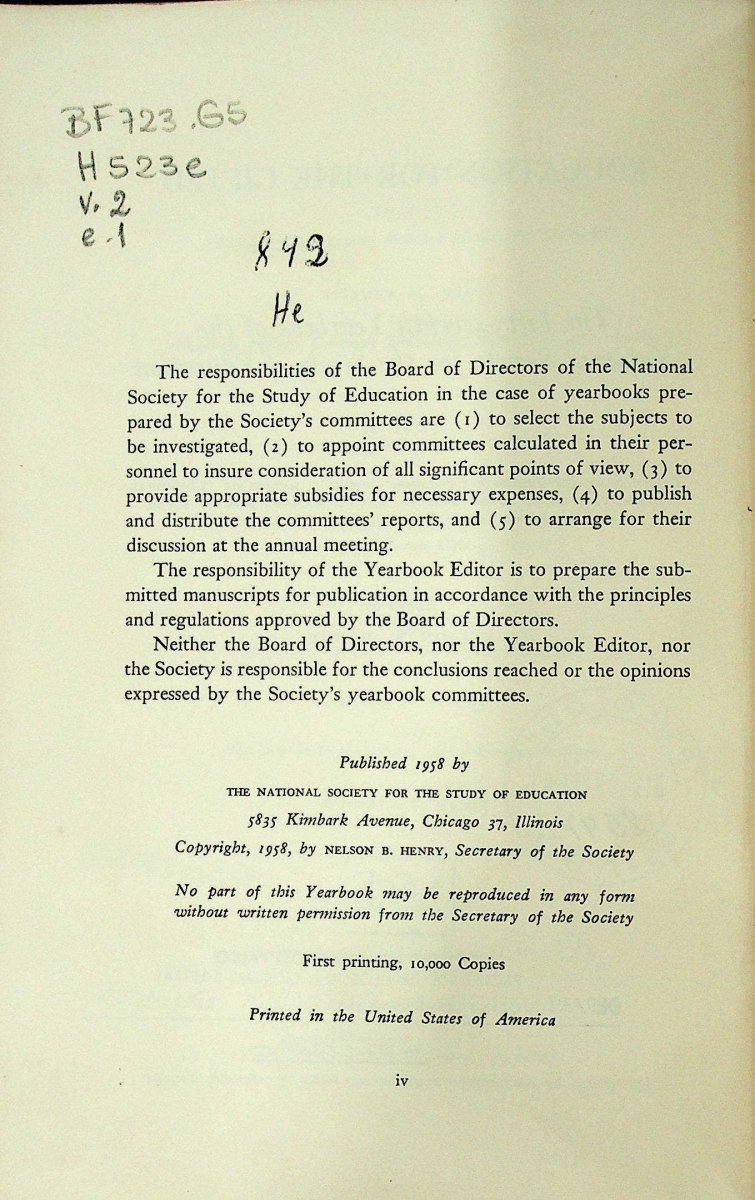 BF723.G5
H523e
v.2
e.1
842
He
The responsibilities of the Board of Directors of the National
Society for the Study of Education in the case of yearbooks pre-
pared by the Society's committees are (1) to select the subjects to
be investigated, (2) to appoint committees calculated in their per-
sonnel to insure consideration of all significant points of view, (3) to
provide appropriate subsidies for necessary expenses, (4) to publish
and distribute the committees' reports, and (5) to arrange for their
discussion at the annual meeting.
The responsibility of the Yearbook Editor is to prepare the sub-
mitted manuscripts for publication in accordance with the principles
and regulations approved by the Board of Directors.
Neither the Board of Directors, nor the Yearbook Editor, nor
the Society is responsible for the conclusions reached or the opinions
expressed by the Society's yearbook committees.
Published 1958 by
THE NATIONAL SOCIETY FOR THE STUDY OF EDUCATION
5835 Kimbark Avenue, Chicago 37, Illinois
Copyright, 1958, by NELSON B. HENRY, Secretary of the Society
No part of this Yearbook may be reproduced in any form
without written permission from the Secretary of the Society
First printing, 10,000 Copies
Printed in the United States of America
iv